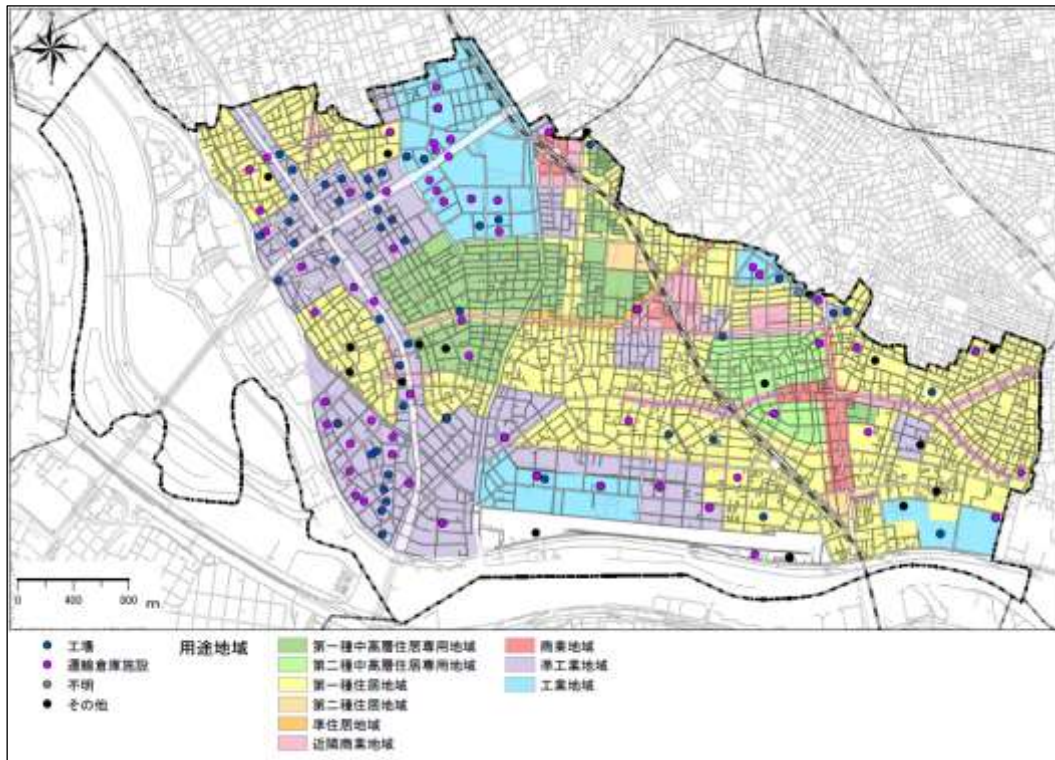 0 400 800 m
工場
運輸倉庫施設
不明
その他
用途地域
第一種中高層住居専用地域
第二種中高層住居専用地域
第一種住居地域
第二種住居地域
準住居地域
近隣商業地域
商業地域
準工業地域
工業地域